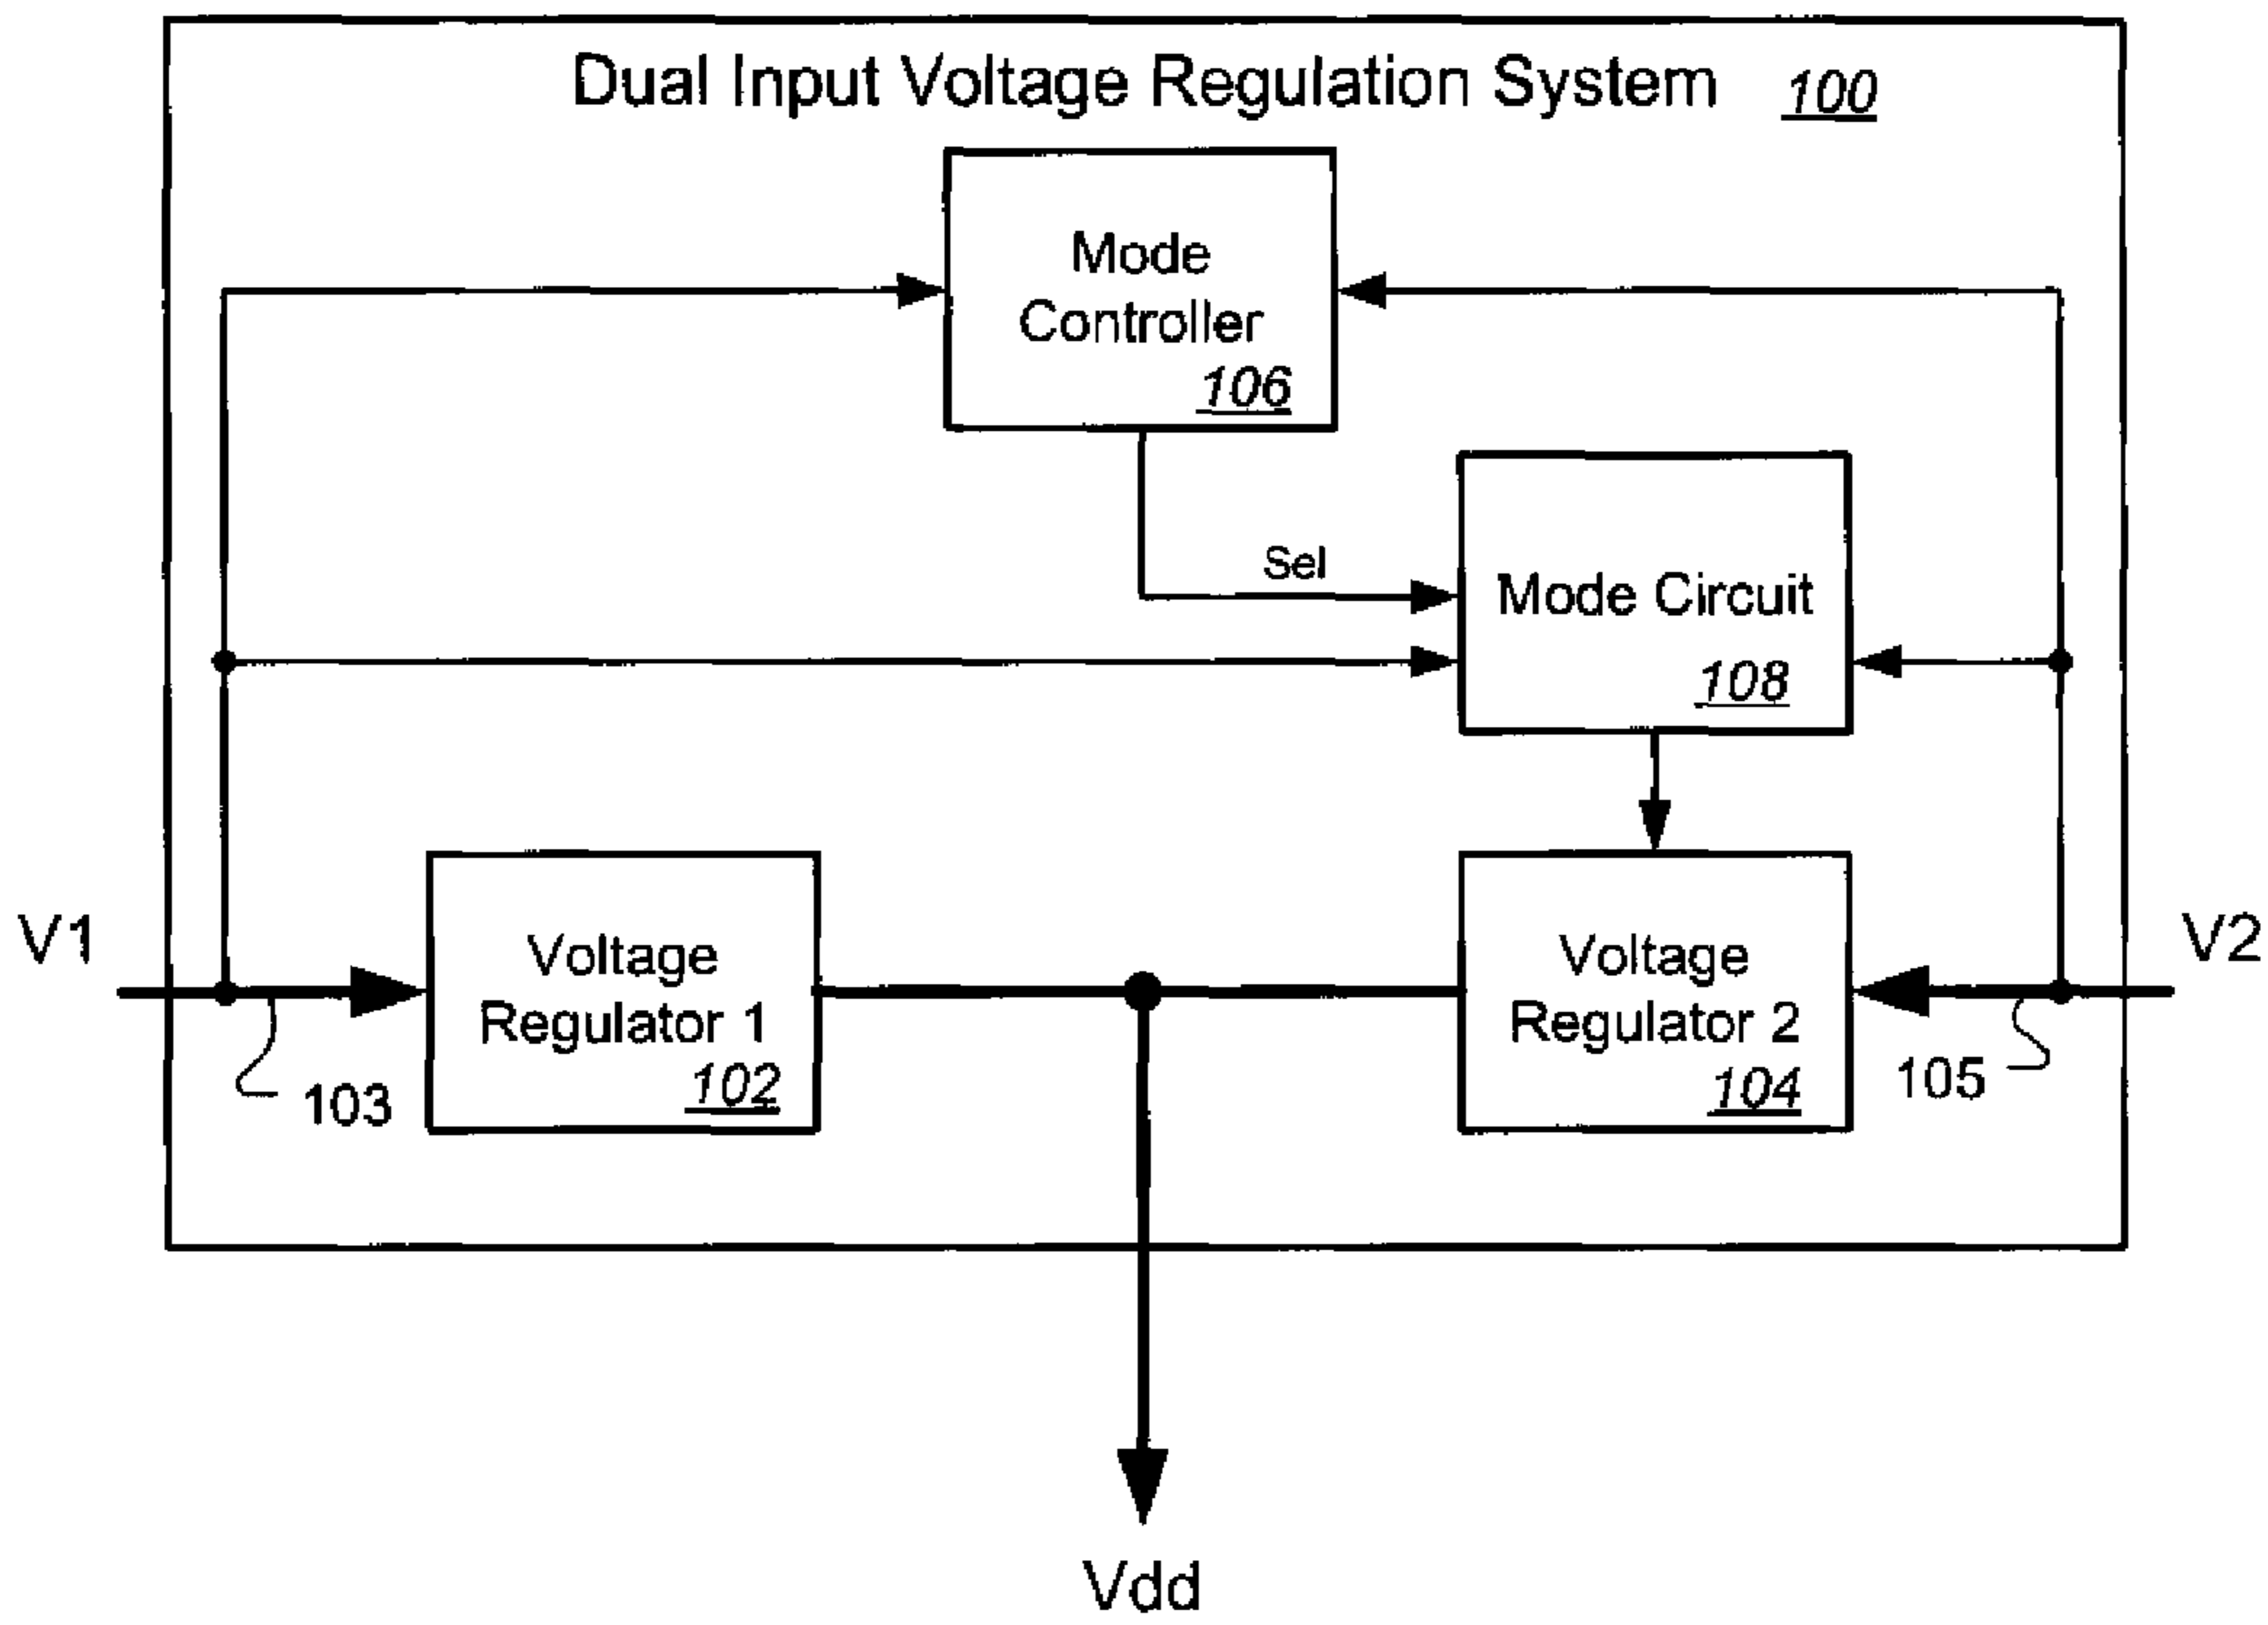 Dual Input Voltage Regulation System 100
Mode
Controller
106
Sel
Mode Circuit
108
V1
Voltage
Regulator 1
102
103
Voltage
Regulator 2
104
105
V2
Vdd